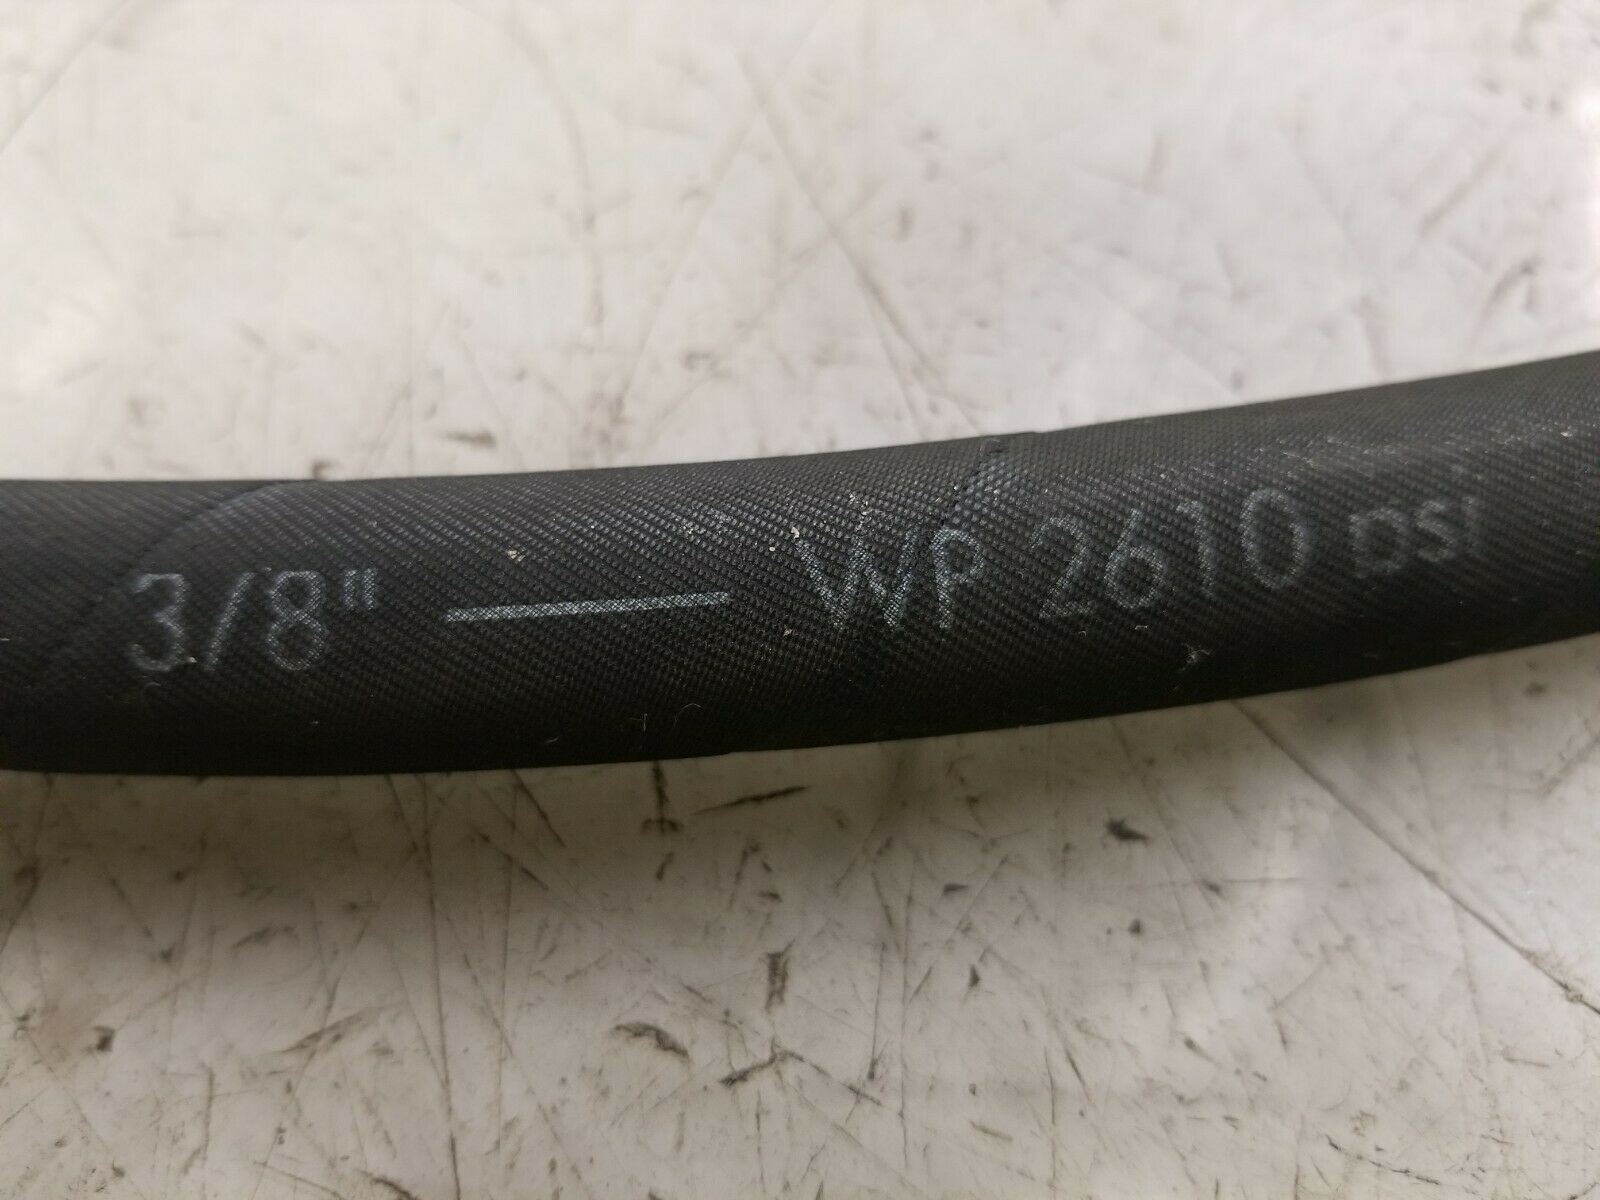 3/8" — WP 2610 psi